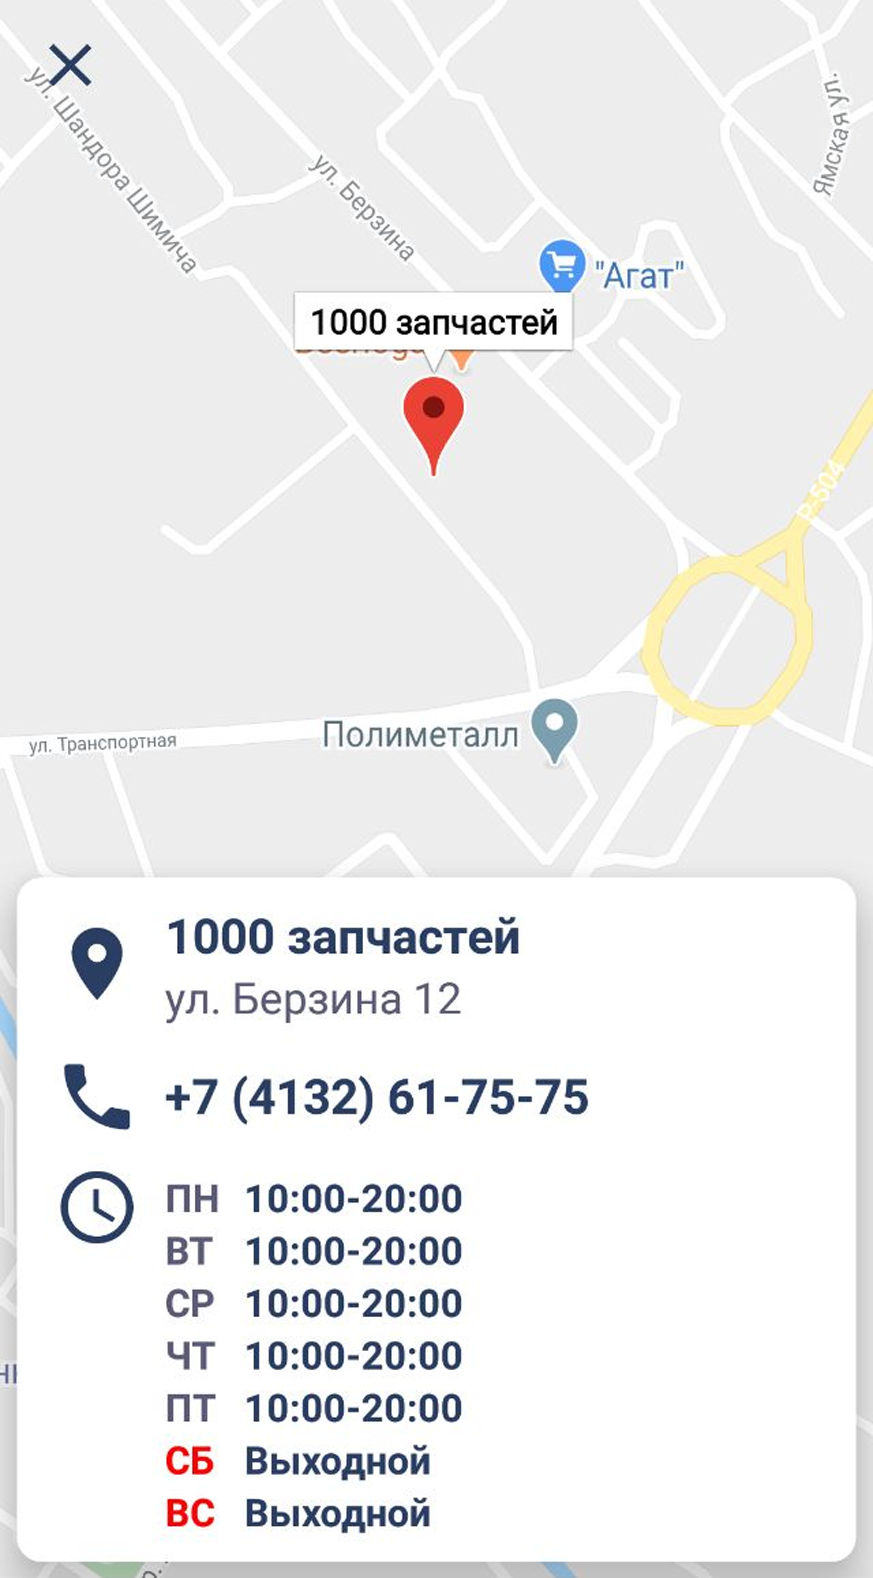 ул. Шандора Шимича
ул. Берзина
Ямская ул.
"Агат"
1000 запчастей
Р-504
Полиметалл
ул. Транспортная
1000 запчастей
ул. Берзина 12
+7 (4132) 61-75-75
ПН 10:00-20:00
ВТ 10:00-20:00
СР 10:00-20:00
ЧТ 10:00-20:00
ПТ 10:00-20:00
СБ Выходной
ВС Выходной